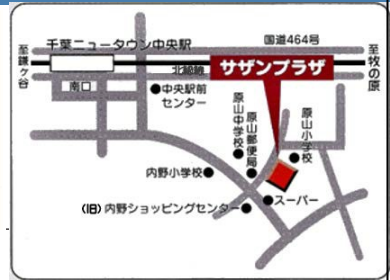 千葉ニュータウン中央駅
国道464号
至鎌ヶ谷
北総線
サザンプラザ
至牧の原
南口
中央駅前
センター
原山中学校
原山郵便局
原山小学校
内野小学校
スーパー
(旧)内野ショッピングセンター